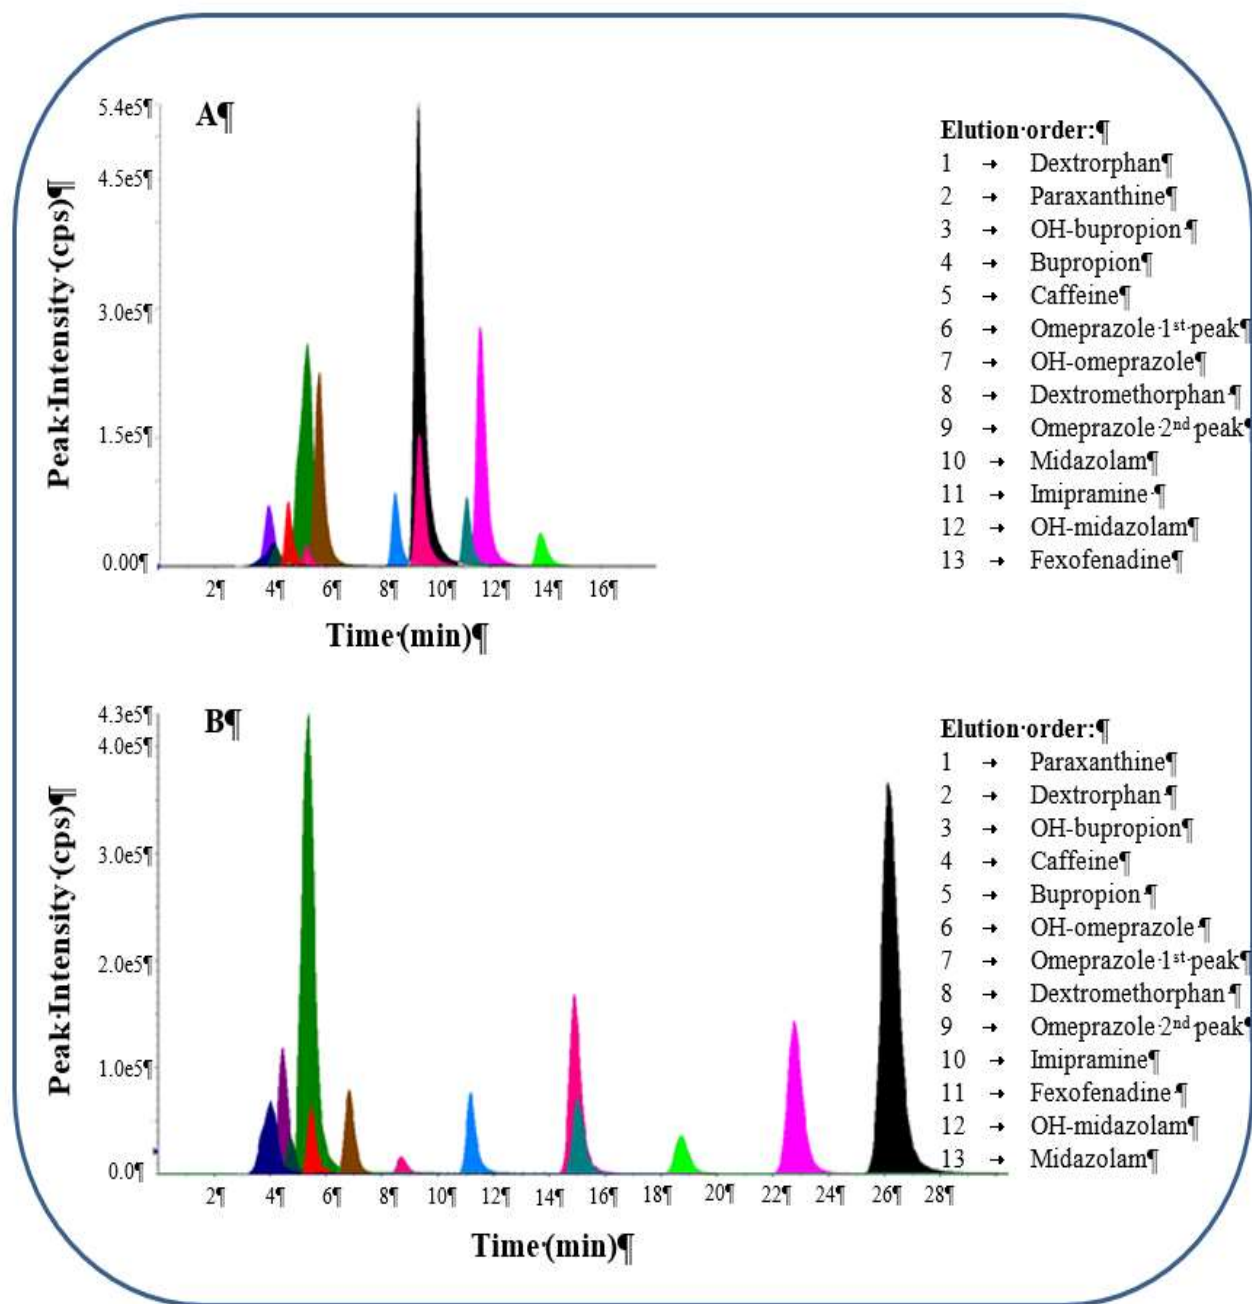 A¶
5.4e5¶
4.5e5¶
3.0e5¶
1.5e5¶
0.00¶
Peak·Intensity·(cps)¶
2¶ 4¶ 6¶ 8¶ 10¶ 12¶ 14¶ 16¶
Time·(min)¶
Elution·order:¶
1 → Dextrorphan¶
2 → Paraxanthine¶
3 → OH-bupropion·¶
4 → Bupropion¶
5 → Caffeine¶
6 → Omeprazole·1st·peak¶
7 → OH-omeprazole¶
8 → Dextromethorphan·¶
9 → Omeprazole·2nd·peak¶
10 → Midazolam¶
11 → Imipramine·¶
12 → OH-midazolam¶
13 → Fexofenadine¶
B¶
4.3e5¶
4.0e5¶
3.0e5¶
2.0e5¶
1.0e5¶
0.0¶
Peak·Intensity·(cps)¶
2¶ 4¶ 6¶ 8¶ 10¶ 12¶ 14¶ 16¶ 18¶ 20¶ 22¶ 24¶ 26¶ 28¶
Time·(min)¶
Elution·order:¶
1 → Paraxanthine¶
2 → Dextrorphan·¶
3 → OH-bupropion¶
4 → Caffeine¶
5 → Bupropion·¶
6 → OH-omeprazole·¶
7 → Omeprazole·1st·peak¶
8 → Dextromethorphan·¶
9 → Omeprazole·2nd·peak¶
10 → Imipramine¶
11 → Fexofenadine·¶
12 → OH-midazolam¶
13 → Midazolam¶